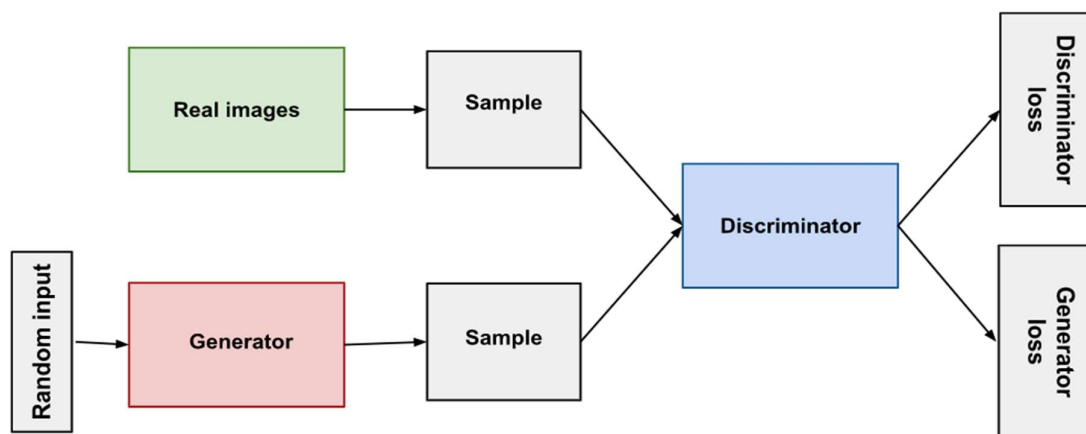 Real images
Sample
Discriminator
loss
Discriminator
Random input
Generator
Sample
Generator
loss